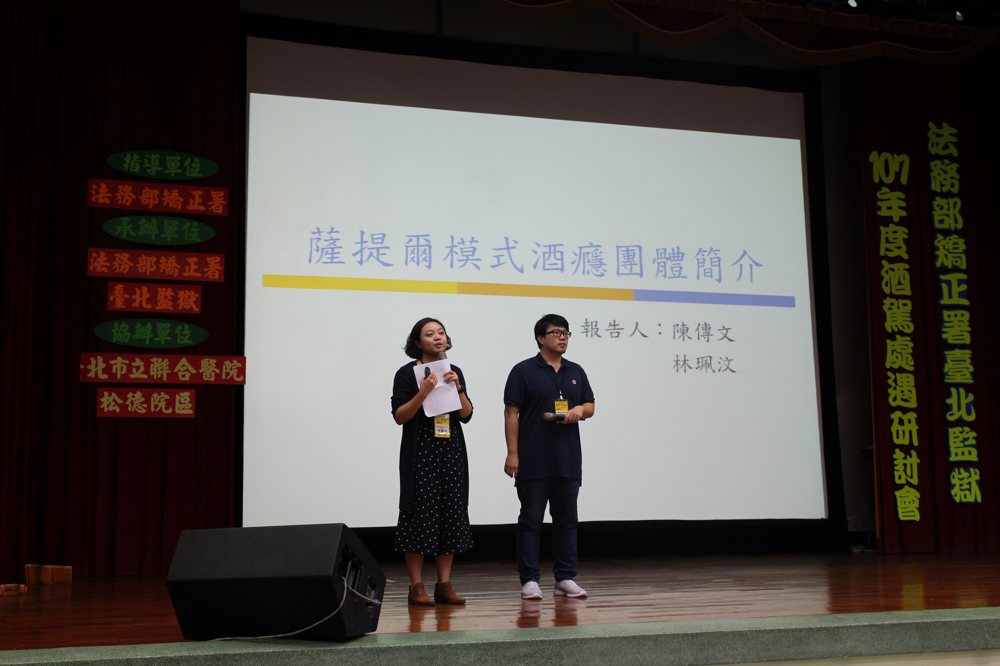 指導單位
法務部矯正署
承辦單位
法務部矯正署
臺北監獄
協辦單位
北市立聯合醫院
松德院區
薩提爾模式酒癮團體簡介
報告人：陳傳文
林珮汶
林珮汶
法務部矯正署臺北監獄
107年度酒駕處遇研討會